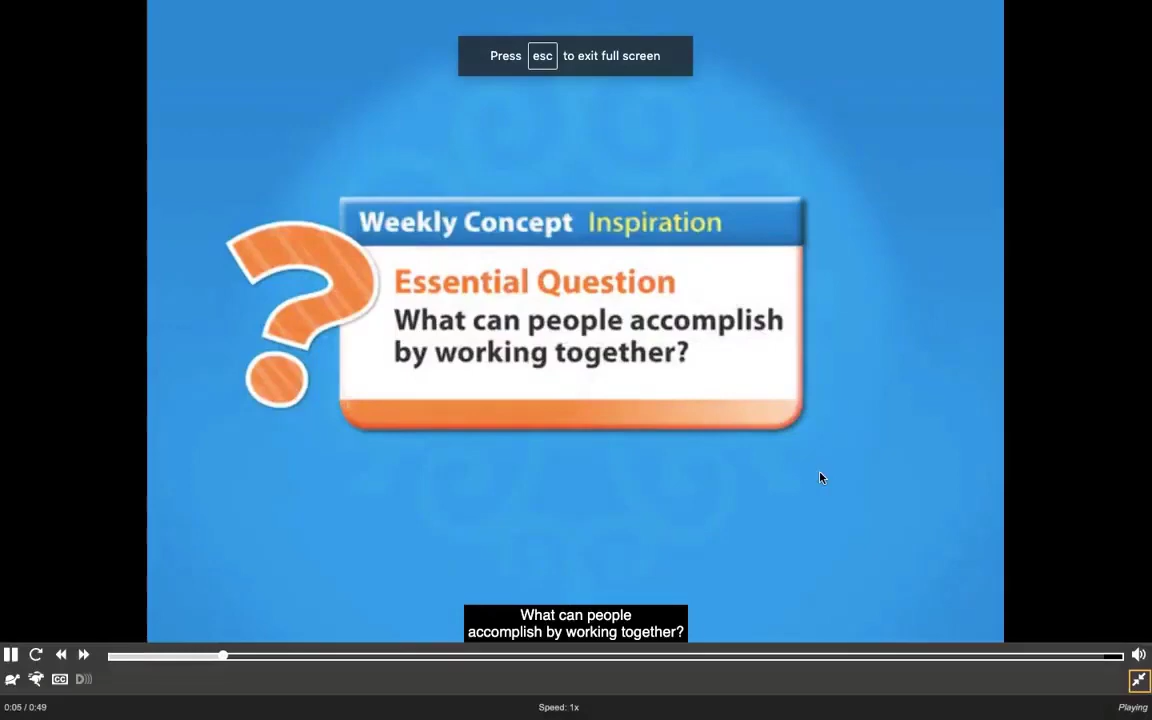 Press esc to exit full screen
Weekly Concept Inspiration
Essential Question
What can people accomplish
by working together?
What can people
accomplish by working together?
CC D
0:05 / 0:49 Speed: 1x Playing